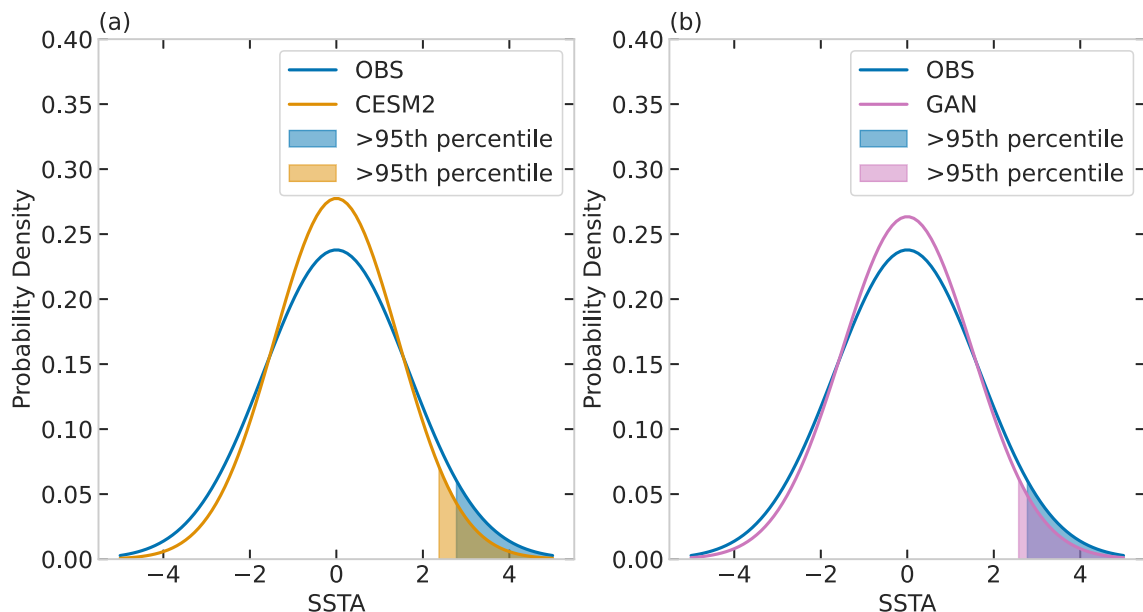 (a)
0.40
0.35
0.30
0.25
0.20
0.15
0.10
0.05
0.00
Probability Density
OBS
CESM2
>95th percentile
>95th percentile
−4 −2 0 2 4
SSTA
(b)
0.40
0.35
0.30
0.25
0.20
0.15
0.10
0.05
0.00
Probability Density
OBS
GAN
>95th percentile
>95th percentile
−4 −2 0 2 4
SSTA